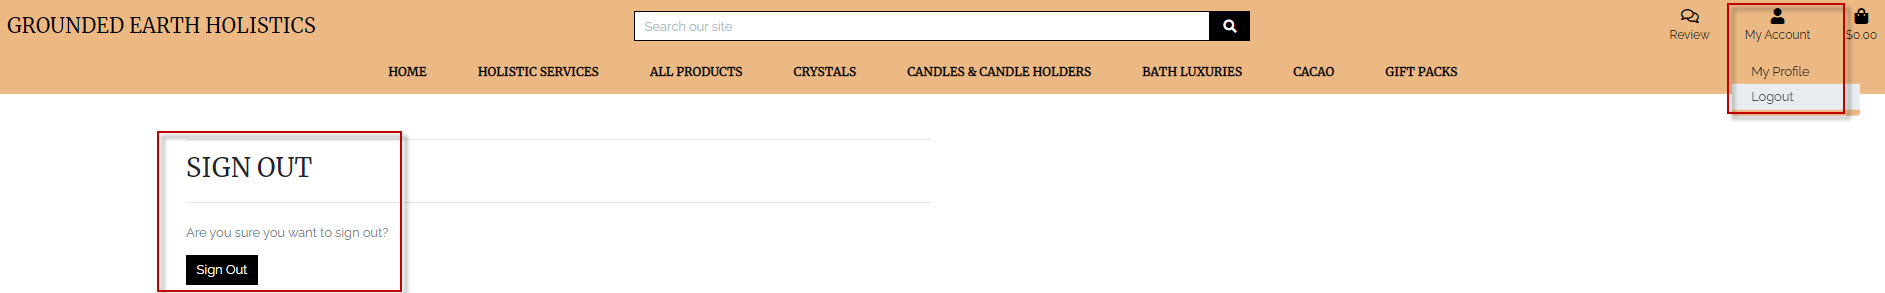 GROUNDED EARTH HOLISTICS
Search our site
Review
My Account
$0.00
HOME HOLISTIC SERVICES ALL PRODUCTS CRYSTALS CANDLES & CANDLE HOLDERS BATH LUXURIES CACAO GIFT PACKS
My Profile
Logout
SIGN OUT
Are you sure you want to sign out?
Sign Out